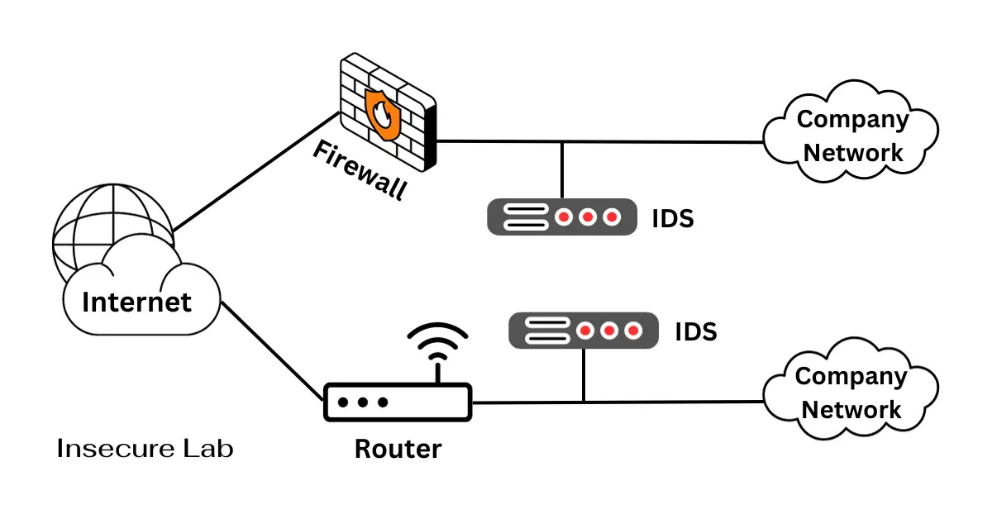 Firewall
Company
Network
IDS
Internet
IDS
Company
Network
Router
Insecure Lab